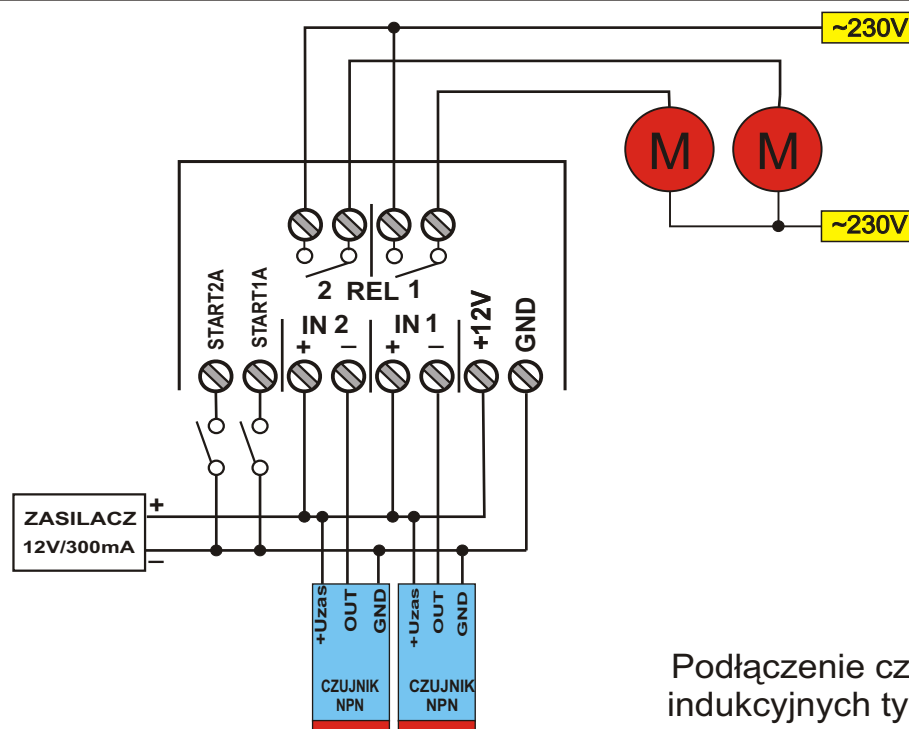 ~230V
M M
~230V
2 REL 1
START2A
START1A
IN 2
+ –
IN 1
+ –
+12V
GND
ZASILACZ +
12V/300mA
–
+Uzas
OUT
GND
CZUJNIK
NPN
+Uzas
OUT
GND
CZUJNIK
NPN
Podłączenie cz
indukcyjnych ty